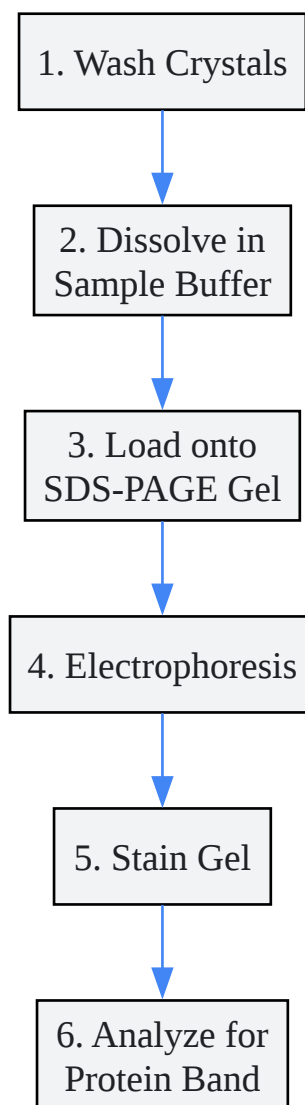 1. Wash Crystals
2. Dissolve in
Sample Buffer
3. Load onto
SDS-PAGE Gel
4. Electrophoresis
5. Stain Gel
6. Analyze for
Protein Band